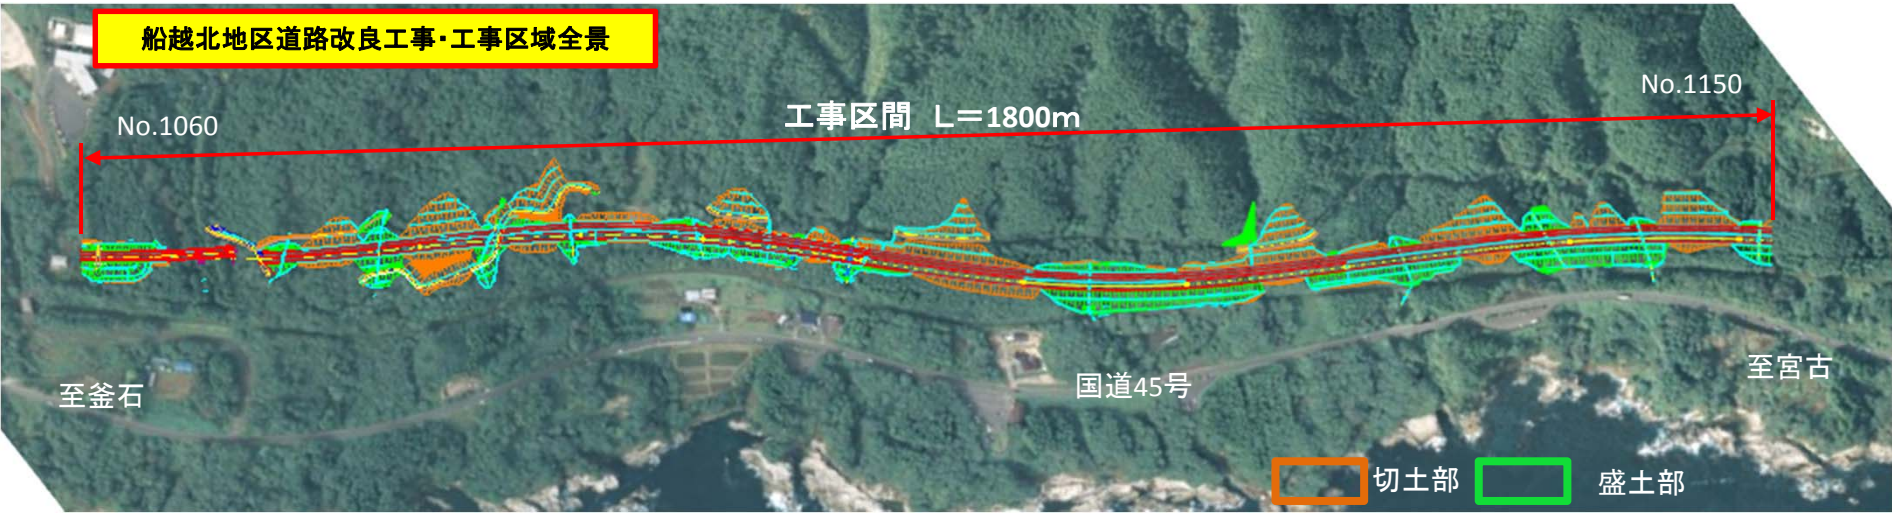 船越北地区道路改良工事・工事区域全景
No.1150
工事区間　L＝1800m
No.1060
至宮古
国道45号
至釜石
切土部
盛土部